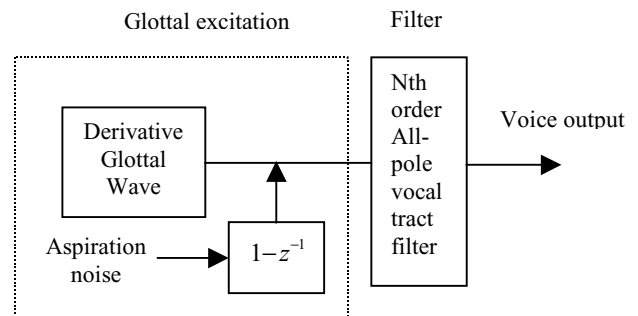 Glottal excitation
Filter
Derivative
Glottal
Wave
Nth
order
All-
pole
vocal
tract
filter
Voice output
Aspiration
noise
1−z⁻¹